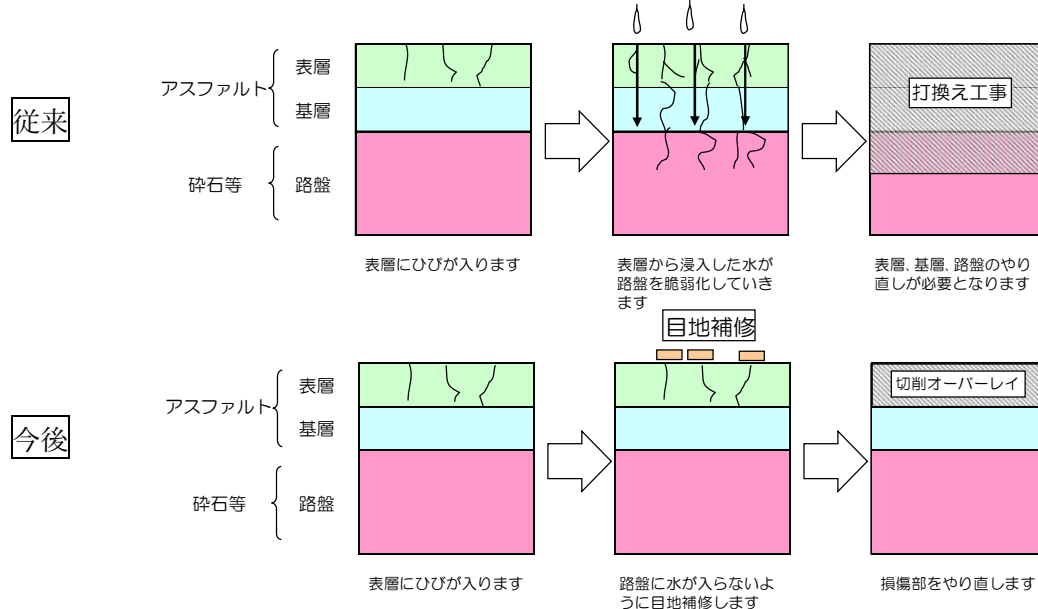 従来
アスファルト
表層
基層
砕石等
路盤
打換え工事
表層にひびが入ります
表層から浸入した水が
路盤を脆弱化していき
ます
表層、基層、路盤のやり
直しが必要となります
今後
アスファルト
表層
基層
砕石等
路盤
目地補修
切削オーバーレイ
表層にひびが入ります
路盤に水が入らないよ
うに目地補修します
損傷部をやり直します